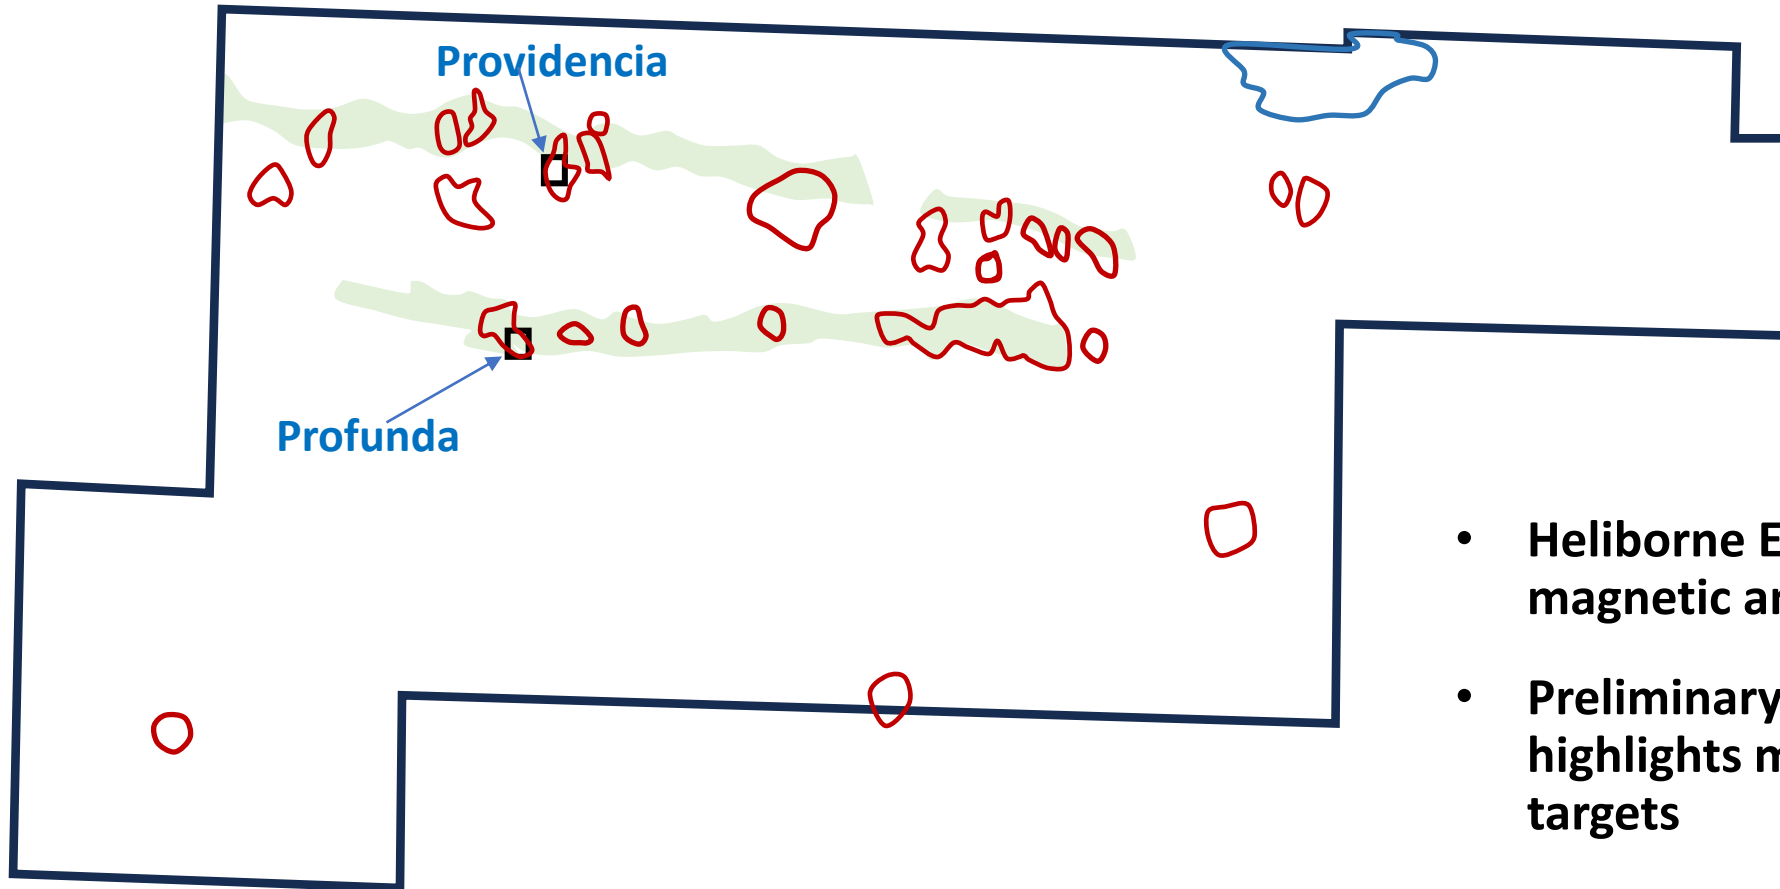 Providencia
Profunda
• Heliborne E
magnetic
• Preliminary
highlights
targets